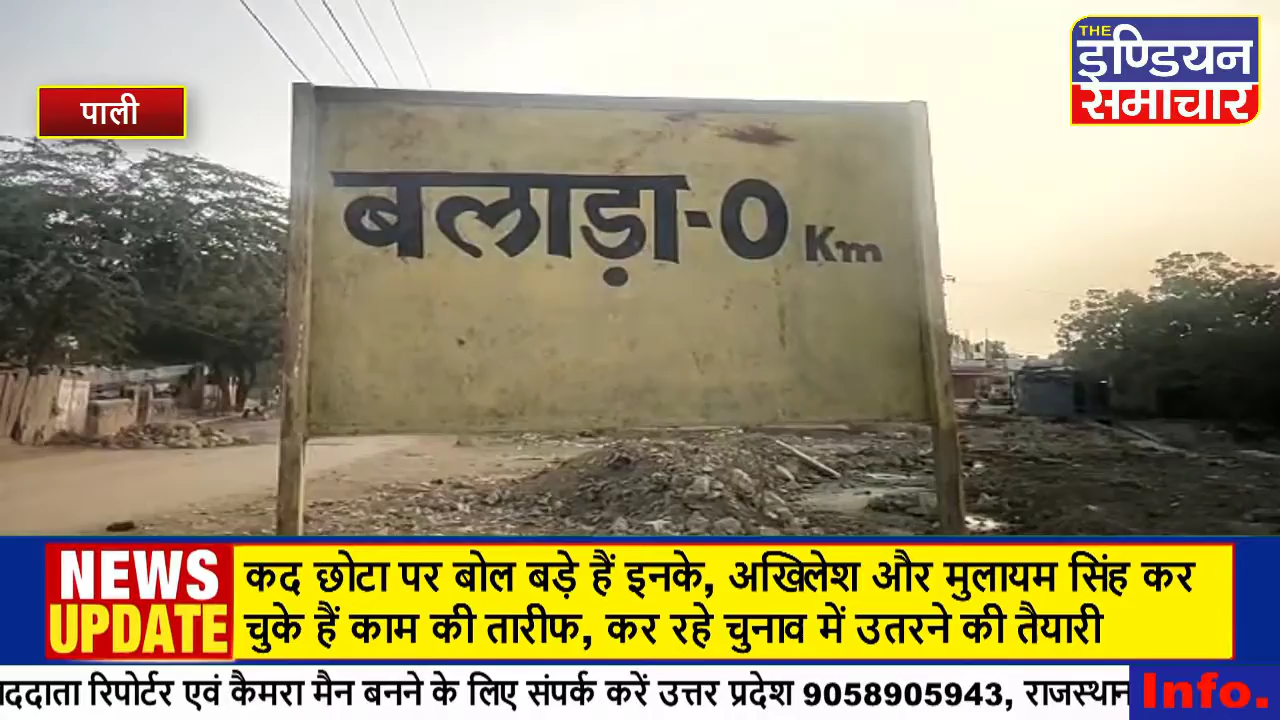 THE
इण्डियन
समाचार
पाली
बलाड़ा-0 Km
NEWS
UPDATE
कद छोटा पर बोल बड़े हैं इनके, अखिलेश और मुलायम सिंह कर
चुके हैं काम की तारीफ, कर रहे चुनाव में उतरने की तैयारी
ाददाता रिपोर्टर एवं कैमरा मैन बनने के लिए संपर्क करें उत्तर प्रदेश 9058905943, राजस्थान
Info.